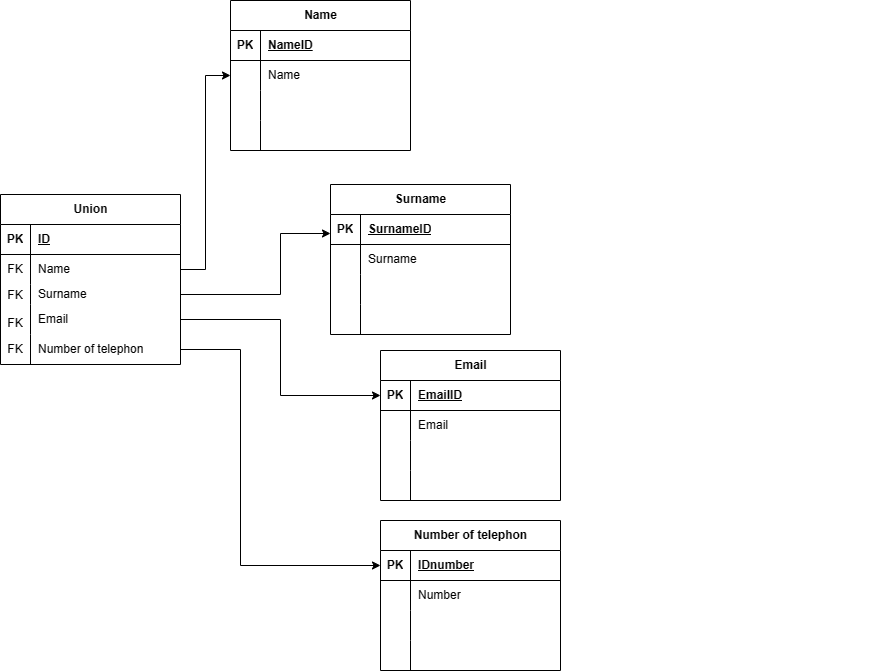 Name
PK NameID
Name
Union
PK ID
FK Name
FK Surname
FK Email
FK Number of telephon
Surname
PK SurnameID
Surname
Email
PK EmailID
Email
Number of telephon
PK IDnumber
Number